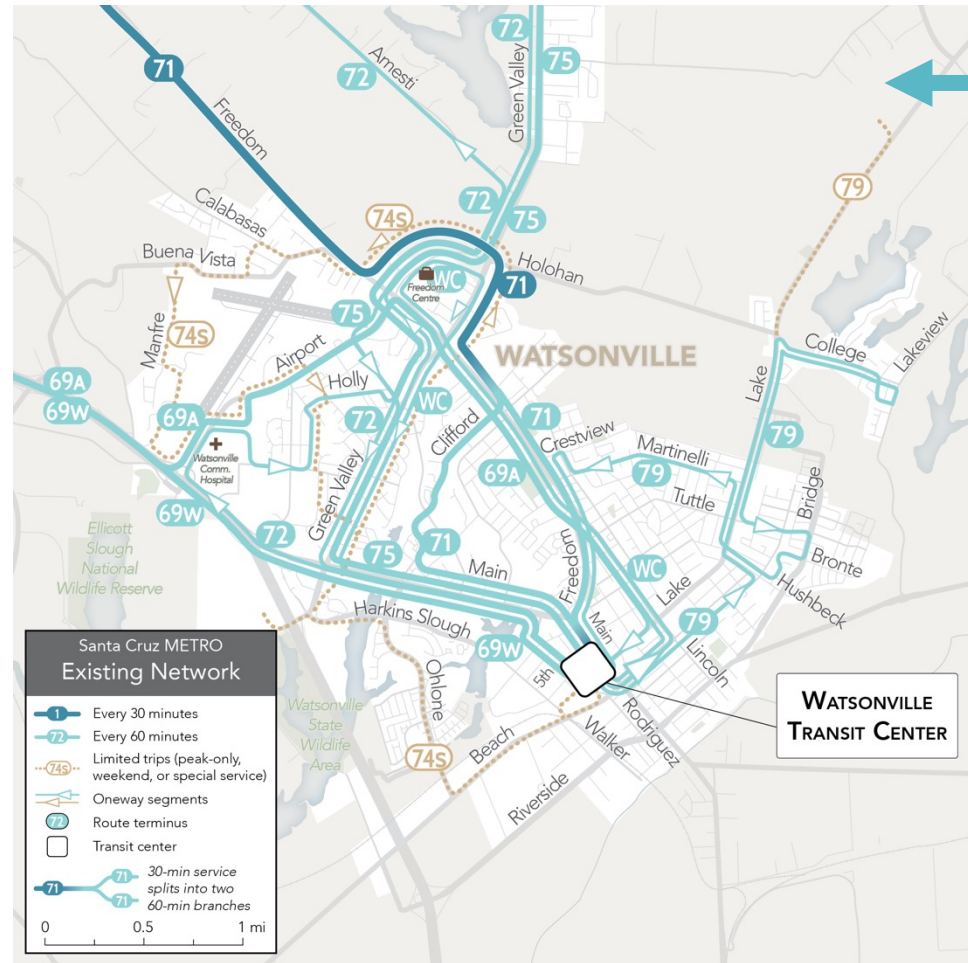 72
75
71
Amesti
72
Green Valley
Freedom
79
Calabasas
72
74S
75
Buena Vista
Holohan
WC
71
Freedom
Centre
75
Manfre
74S
Airport
WATSONVILLE
College
Lakeview
Holly
Lake
69A
69W
72
WC
Clifford
71
69A
Crestview
Martinelli
79
79
Watsonville
Comm.
Hospital
69A
Tuttle
Bridge
69W
Green Valley
Ellicott
Slough
National
Wildlife Reserve
72
75
71
Main
Freedom
WC
Lake
Bronte
Hushbeck
Harkins Slough
69W
Main
79
Lincoln
5th
Ohlone
Watsonville
State
Wildlife
Area
Beach
Walker
Rodriguez
74S
Riverside
WATSONVILLE
TRANSIT CENTER
Santa Cruz METRO
Existing Network
1 Every 30 minutes
72 Every 60 minutes
74S Limited trips (peak-only,
weekend, or special service)
Oneway segments
72 Route terminus
Transit center
71 71 30-min service
splits into two
71 60-min branches
0 0.5 1 mi